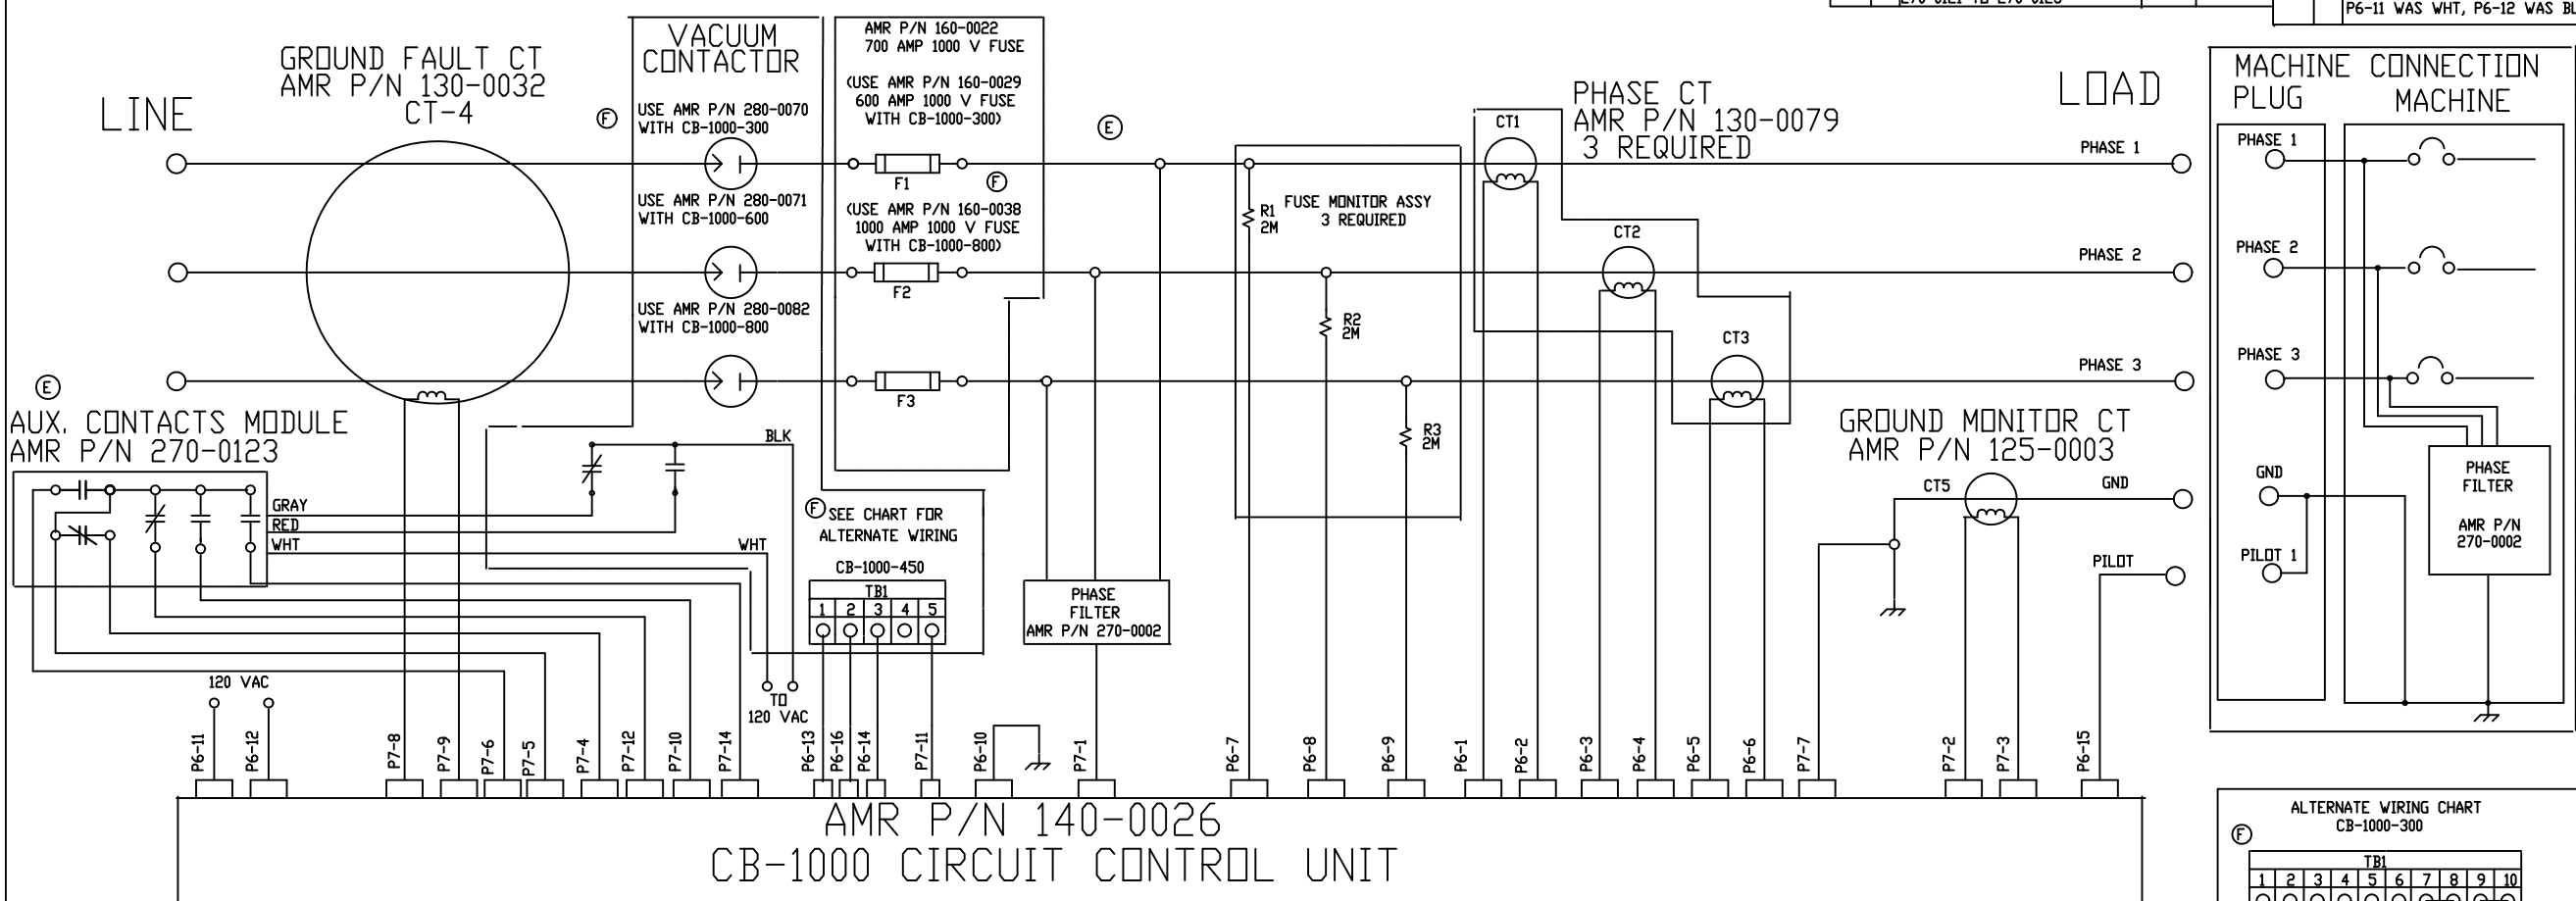 P6-11 WAS WHT, P6-12 WAS
LINE
GROUND FAULT CT
AMR P/N 130-0032
CT-4
VACUUM
CONTACTOR
F
USE AMR P/N 280-0070
WITH CB-1000-300
USE AMR P/N 280-0071
WITH CB-1000-600
USE AMR P/N 280-0082
WITH CB-1000-800
AMR P/N 160-0022
700 AMP 1000 V FUSE
(USE AMR P/N 160-0029
600 AMP 1000 V FUSE
WITH CB-1000-300)
F1
F
(USE AMR P/N 160-0038
1000 AMP 1000 V FUSE
WITH CB-1000-800)
F2
F3
E
FUSE MONITOR ASSY
3 REQUIRED
R1
2M
R2
2M
R3
2M
PHASE CT
AMR P/N 130-0079
3 REQUIRED
CT1
CT2
CT3
LOAD
PHASE 1
PHASE 2
PHASE 3
GROUND MONITOR CT
AMR P/N 125-0003
CT5
GND
PILOT
MACHINE CONNECTION
PLUG
MACHINE
PHASE 1
PHASE 2
PHASE 3
GND
PILOT 1
PHASE
FILTER
AMR P/N
270-0002
E
AUX. CONTACTS MODULE
AMR P/N 270-0123
GRAY
RED
WHT
BLK
WHT
F
SEE CHART FOR
ALTERNATE WIRING
CB-1000-450
TB1
1 2 3 4 5
PHASE
FILTER
AMR P/N 270-0002
120 VAC
TO
120 VAC
P6-11
P6-12
P7-8
P7-9
P7-6
P7-5
P7-4
P7-12
P7-10
P7-14
P6-13
P6-16
P6-14
P7-11
P6-10
P7-1
P6-7
P6-8
P6-9
P6-1
P6-2
P6-3
P6-4
P6-5
P6-6
P7-7
P7-2
P7-3
P6-15
AMR P/N 140-0026
CB-1000 CIRCUIT CONTROL UNIT
ALTERNATE WIRING CHART
CB-1000-300
F
TB1
1 2 3 4 5 6 7 8 9 10